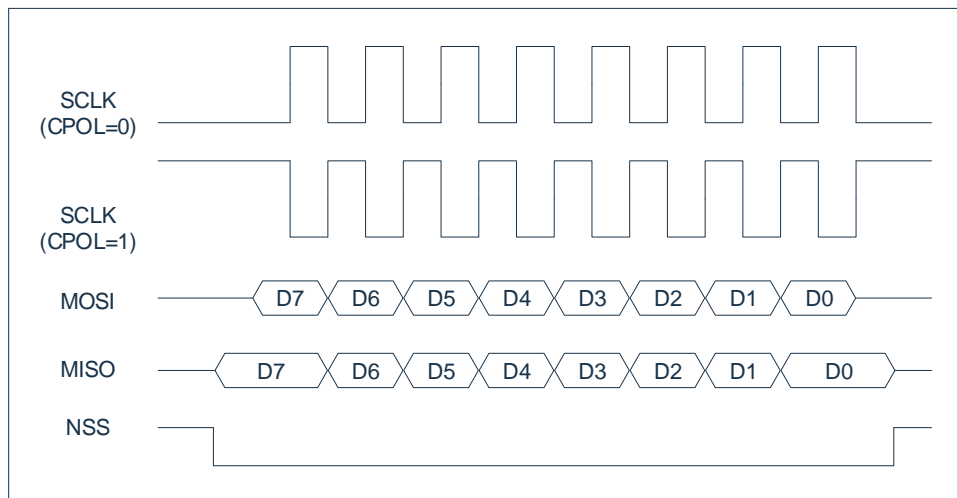 SCLK
(CPOL=0)
SCLK
(CPOL=1)
MOSI
D7 D6 D5 D4 D3 D2 D1 D0
MISO
D7 D6 D5 D4 D3 D2 D1 D0
NSS